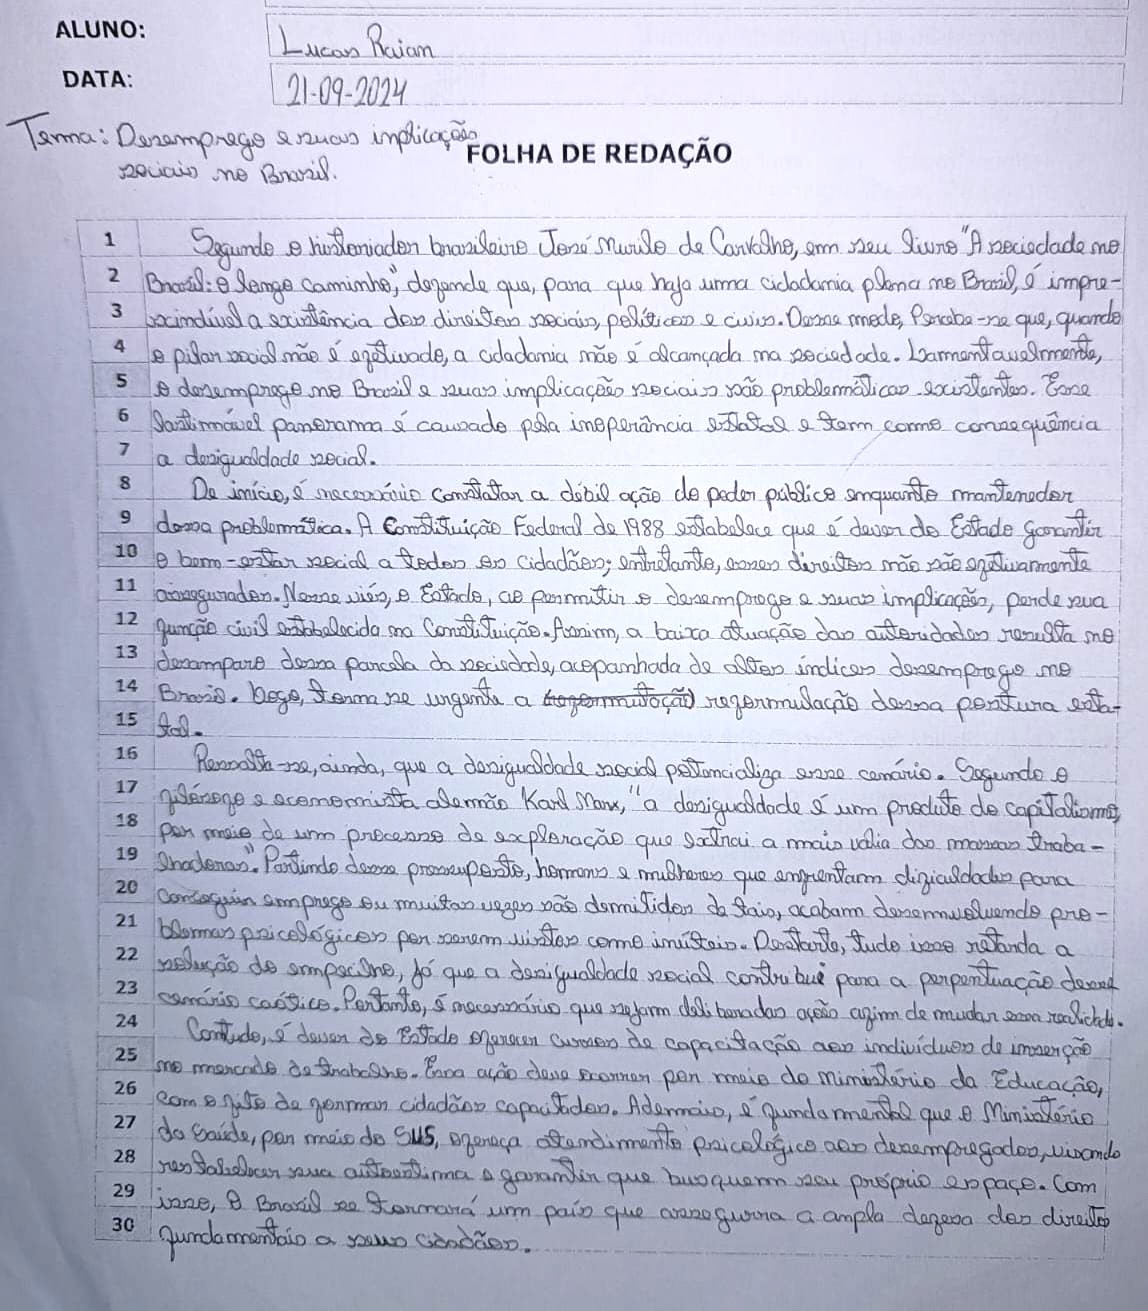 ALUNO: Lucas Raian
DATA: 21-09-2024
Tema: Desemprego e suas implicações
sociais no Brasil.
FOLHA DE REDAÇÃO
1 Segundo o historiador brasileiro José Murilo de Carvalho, em seu livro "A sociedade no
2 Brasil: o longo caminho", defende que, para que haja uma cidadania plena no Brasil, é impre-
3 scindível a existência dos direitos sociais, políticos e civis. Dessa modo, Percebe-se que, quando
4 o pilar social não é efetivado, a cidadania não é alcançada na sociedade. Lamentavelmente,
5 o desemprego no Brasil e suas implicações sociais são problemáticas existentes. Esse
6 lastimável panorama é causado pela inoperância estatal e tem como consequência
7 a desigualdade social.
8 De início, é necessário constatar a débil ação do poder público enquanto mantenedor
9 dessa problemática. A Constituição Federal de 1988 estabelece que é dever do Estado garantir
10 o bem-estar social a todos os cidadãos; entretanto, esses direitos não são efetivamente
11 assegurados. Nesse viés, o Estado, ao permitir o desemprego e suas implicações, perde sua
12 função civil estabelecida na Constituição. Assim, a baixa atuação das autoridades resulta no
13 desamparo dessa parcela da sociedade, acopanhada de altos índices desemprego no
14 Brasil. Logo, torna se urgente a reformulação dessa postura esta-
15 tal.
16 Ressalta-se, ainda, que a desigualdade social potencializa esse cenário. Segundo o
17 filósofo e economista alemão Karl Marx, "a desigualdade é um produto do capitalismo,
18 por meio de um processo de exploração que extrai a mais valia das massas traba-
19 lhadoras". Partindo desse pressuposto, homens e mulheres que enfrentam dificuldades para
20 conseguir emprego ou muitas vezes são demitidos de tais, acabam desenvolvendo pro-
21 blemas psicológicos por serem vistos como inúteis. Destarte, tudo isso retarda a
22 solução do empecilho, já que a desigualdade social contribui para a perpentuação desse
23 cenário caótico. Portanto, é necessário que sejam deliberadas ações afim de mudar essa realidade.
24 Contudo, é dever do Estado oferecer cursos de capacitação aos indivíduos de imserção
25 no mercado de trabalho. Essa ação deve ocorrer por meio do ministério da Educação,
26 com o fito de formar cidadãos capacitados. Ademais, é fundamental que o Ministério
27 da Saúde, por meio do SUS, ofereça atendimento psicológico aos desempregados, visando
28 restabelecer sua autoestima e garantir que busquem seu próprio espaço. Com
29 isso, o Brasil se tornará um país que assegura a ampla defesa dos direitos
30 fundamentais a seus cidadãos.